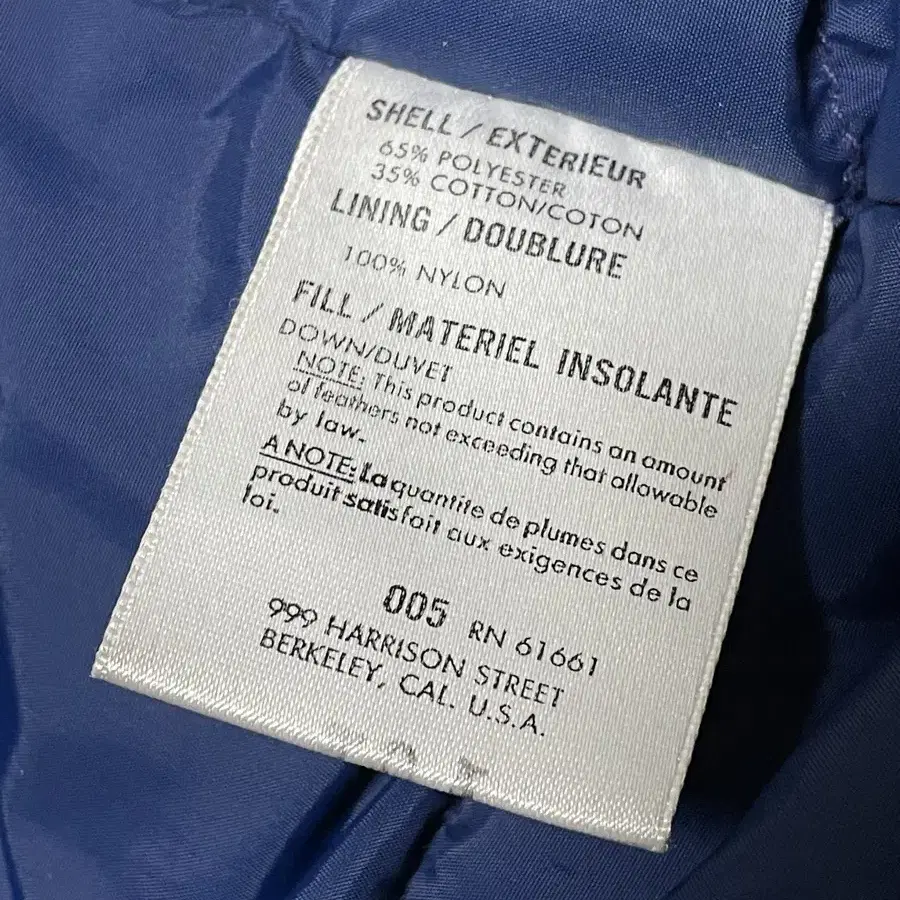 SHELL / EXTERIEUR
65% POLYESTER
35% COTTON/COTON
LINING / DOUBLURE
100% NYLON
FILL / MATERIEL INSOLANTE
DOWN/DUVET
NOTE: This product contains an amount
of feathers not exceeding that allowable
by law.
A NOTE: La quantite de plumes dans ce
produit satisfait aux exigences de la
loi.
005 RN 61661
999 HARRISON STREET
BERKELEY, CAL. U.S.A.